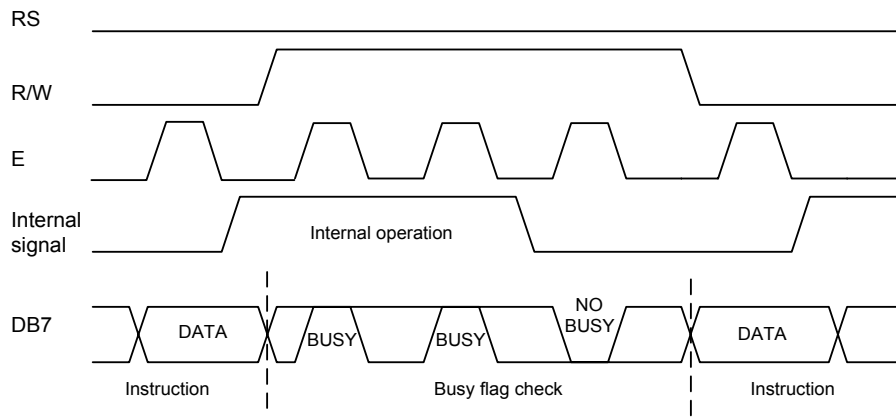 RS
R/W
E
Internal
signal
Internal operation
DB7
DATA
BUSY
BUSY
NO
BUSY
DATA
Instruction
Busy flag check
Instruction